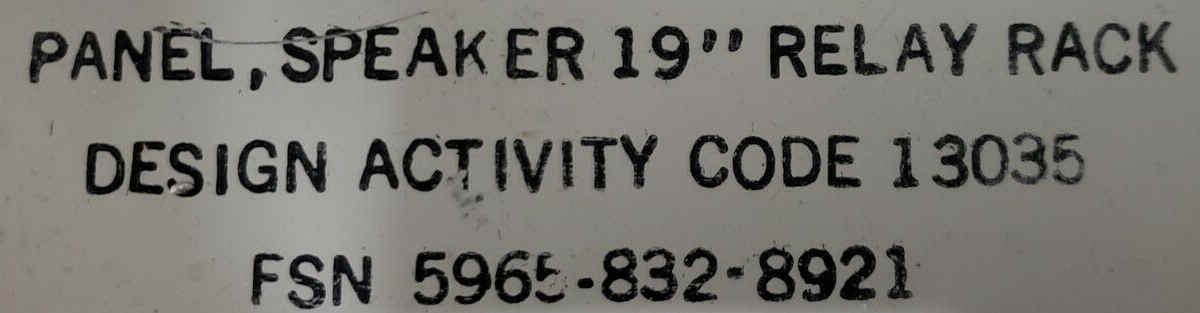 PANEL, SPEAKER 19" RELAY RACK
DESIGN ACTIVITY CODE 13035
FSN 5965-832-8921